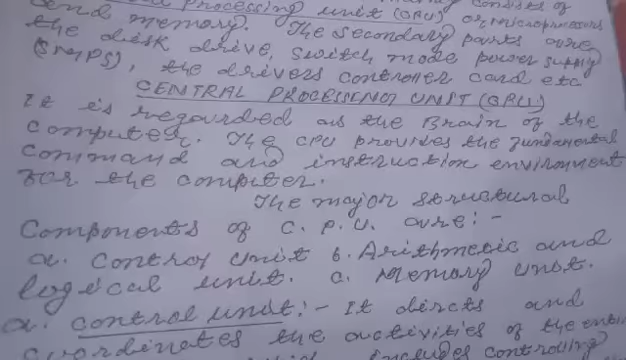 Processing unit (CPU) or microprocessors
and memory. The secondary parts are
the disk drive, switch mode power supply
(SMPS), the drivers controller card etc
CENTRAL PROCESSING UNIT (CPU)
It is regarded as the Brain of the
computer. The CPU provides the fundamental
command and instruction environment
for the computer.
The major structural
Components of C.P.U. are:-
a. Control Unit b. Arithmetic and
logical unit. c. Memory Unit.
a. control unit:- It dircts and
coordinates the activities of the
includes controlling